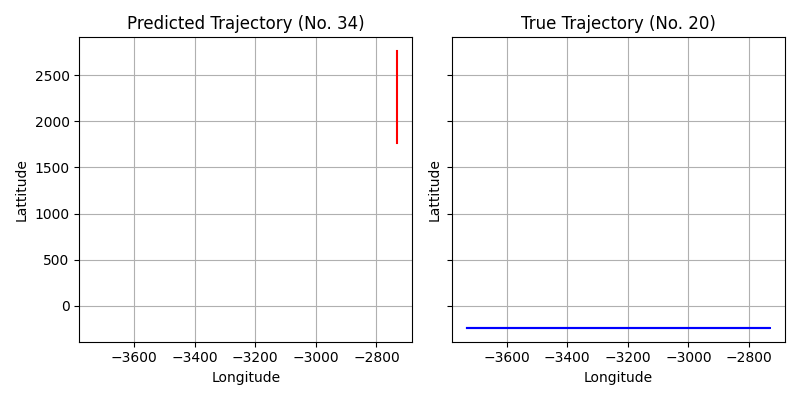 Predicted Trajectory (No. 34)
True Trajectory (No. 20)
2500
2000
1500
1000
500
0
Lattitude
Lattitude
−3600 −3400 −3200 −3000 −2800
−3600 −3400 −3200 −3000 −2800
Longitude
Longitude